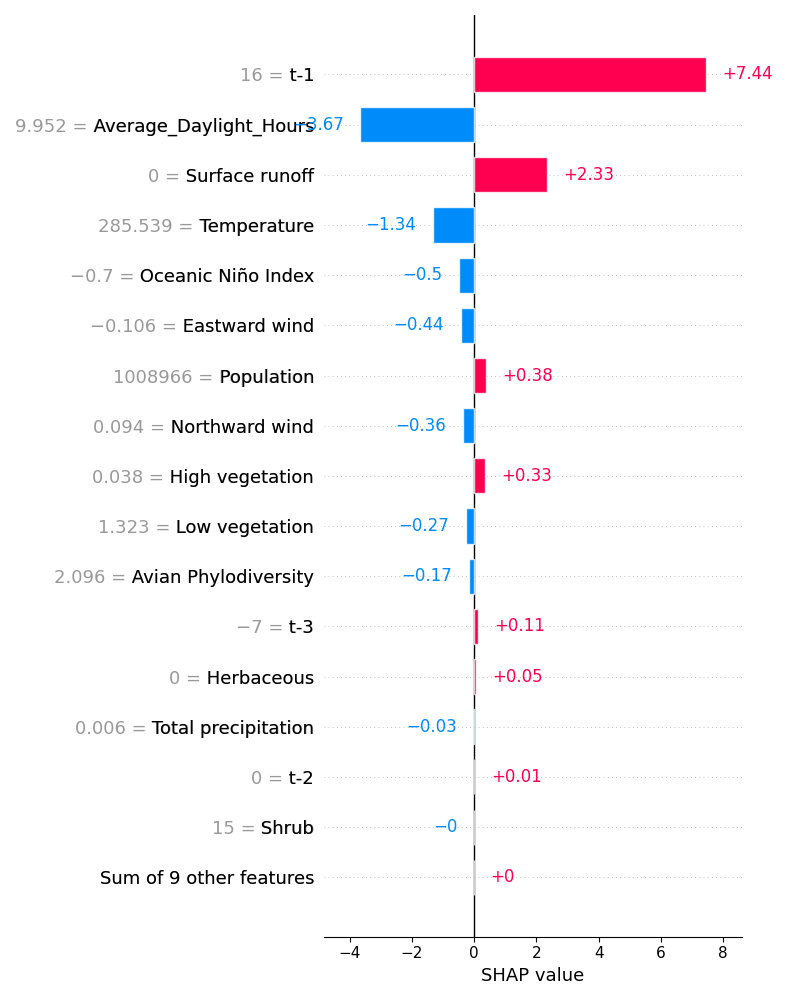 16 = t-1 +7.44
9.952 = Average_Daylight_Hours −3.67
0 = Surface runoff +2.33
285.539 = Temperature −1.34
−0.7 = Oceanic Niño Index −0.5
−0.106 = Eastward wind −0.44
1008966 = Population +0.38
0.094 = Northward wind −0.36
0.038 = High vegetation +0.33
1.323 = Low vegetation −0.27
2.096 = Avian Phylodiversity −0.17
−7 = t-3 +0.11
0 = Herbaceous +0.05
0.006 = Total precipitation −0.03
0 = t-2 +0.01
15 = Shrub −0
Sum of 9 other features +0
−4 −2 0 2 4 6 8
SHAP value